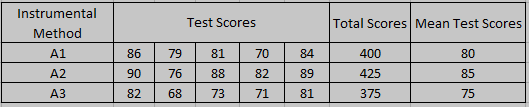 Instrumental Method Test Scores Total Scores Mean Test Scores
A1 86 79 81 70 84 400 80
A2 90 76 88 82 89 425 85
A3 82 68 73 71 81 375 75